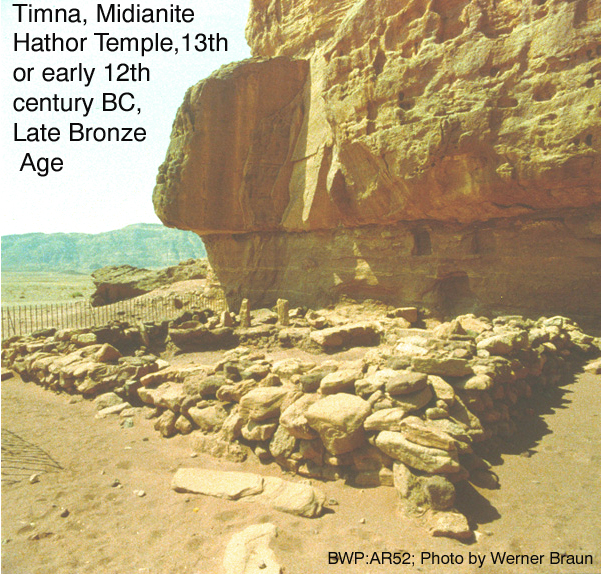 Timna, Midianite
Hathor Temple,13th
or early 12th
century BC,
Late Bronze
Age
BWP:AR52; Photo by Werner Braun